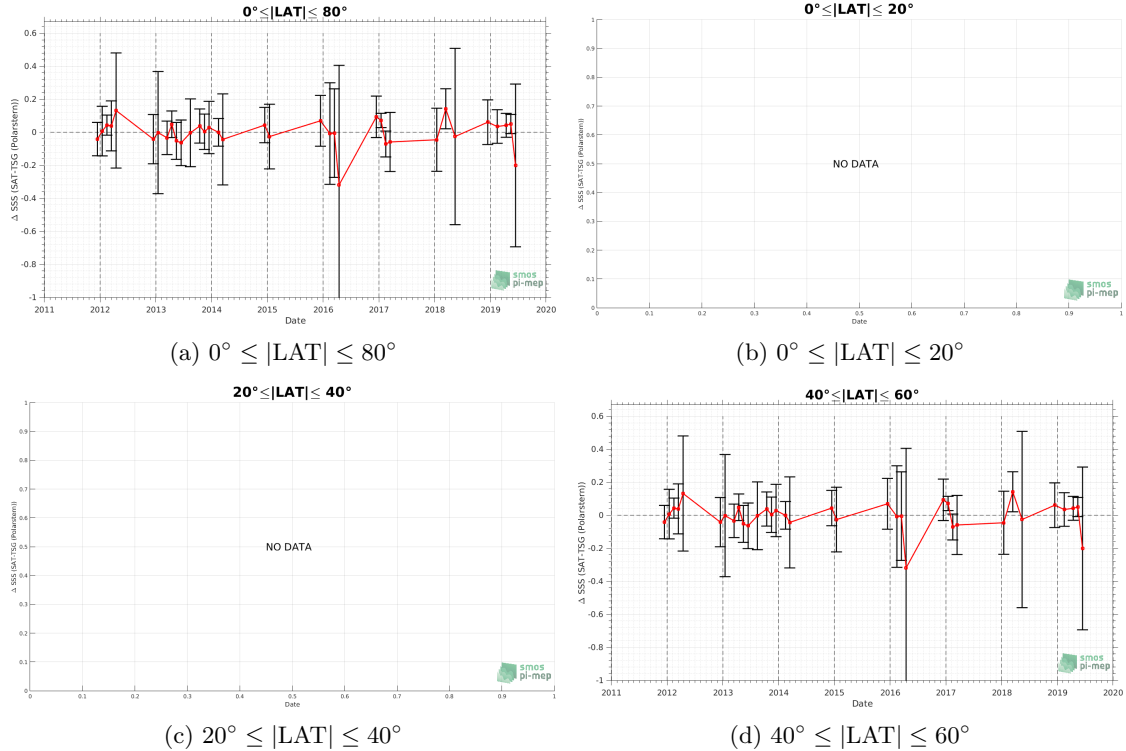 0°≤|LAT|≤ 80°
0.6
0.4
0.2
0
-0.2
-0.4
-0.6
-0.8
-1
Δ SSS (SAT-TSG (Polarstern))
2011 2012 2013 2014 2015 2016 2017 2018 2019 2020
Date
smos
pi-mep
(a) 0° ≤ |LAT| ≤ 80°
0°≤|LAT|≤ 20°
1
0.9
0.8
0.7
0.6
0.5
0.4
0.3
0.2
0.1
0
Δ SSS (SAT-TSG (Polarstern))
NO DATA
0 0.1 0.2 0.3 0.4 0.5 0.6 0.7 0.8 0.9 1
Date
smos
pi-mep
(b) 0° ≤ |LAT| ≤ 20°
20°≤|LAT|≤ 40°
1
0.9
0.8
0.7
0.6
0.5
0.4
0.3
0.2
0.1
0
Δ SSS (SAT-TSG (Polarstern))
NO DATA
0 0.1 0.2 0.3 0.4 0.5 0.6 0.7 0.8 0.9 1
Date
smos
pi-mep
(c) 20° ≤ |LAT| ≤ 40°
40°≤|LAT|≤ 60°
0.6
0.4
0.2
0
-0.2
-0.4
-0.6
-0.8
-1
Δ SSS (SAT-TSG (Polarstern))
2011 2012 2013 2014 2015 2016 2017 2018 2019 2020
Date
smos
pi-mep
(d) 40° ≤ |LAT| ≤ 60°